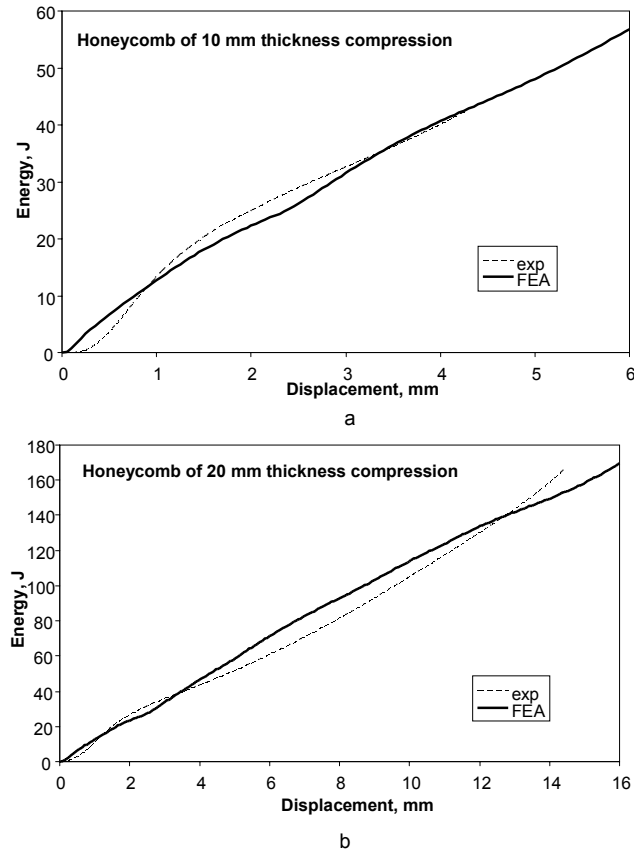 Honeycomb of 10 mm thickness compression
60
50
40
30
20
10
0
Energy, J
exp
FEA
0 1 2 3 4 5 6
Displacement, mm
a
Honeycomb of 20 mm thickness compression
180
160
140
120
100
80
60
40
20
0
Energy, J
exp
FEA
0 2 4 6 8 10 12 14 16
Displacement, mm
b